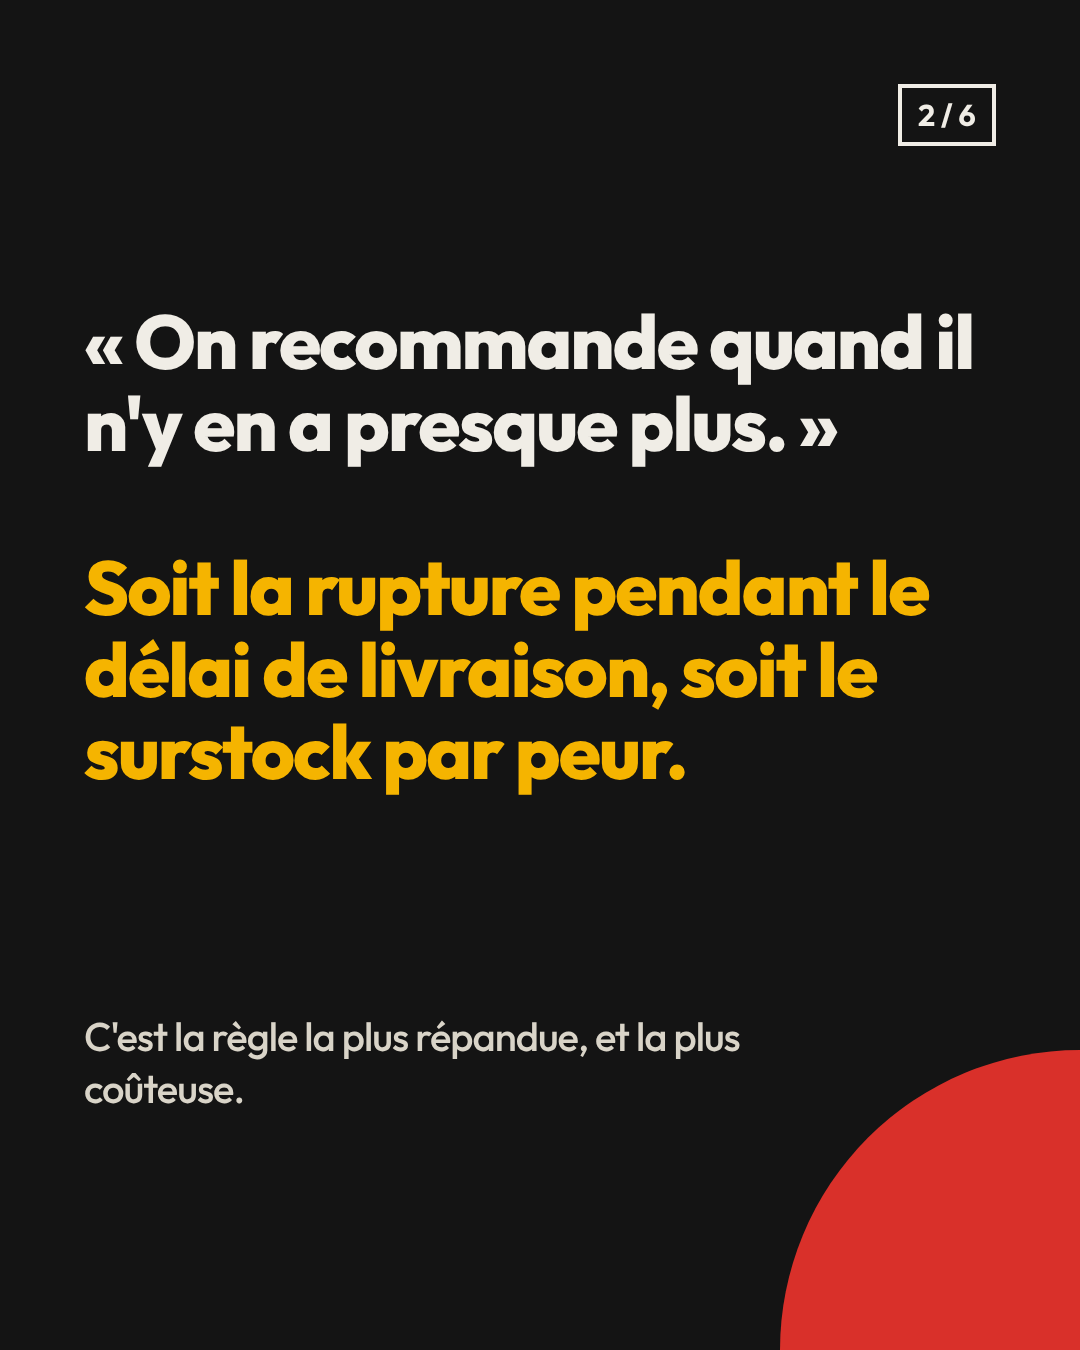 2 / 6
« On recommande quand il
n'y en a presque plus. »
Soit la rupture pendant le
délai de livraison, soit le
surstock par peur.
C'est la règle la plus répandue, et la plus
coûteuse.